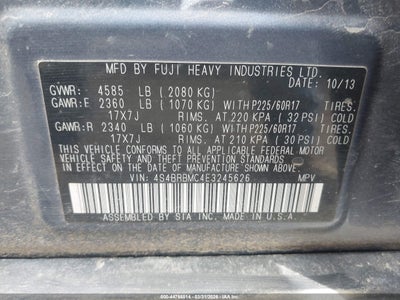 MFD BY FUJI HEAVY INDUSTRIES LTD.
DATE: 10/13
GVWR: 4585 LB ( 2080 KG)
GAWR:F 2360 LB ( 1070 KG) WITH P225/60R17 TIRES,
17X7J RIMS, AT 220 KPA ( 32 PSI) COLD
GAWR:R 2340 LB ( 1060 KG) WITH P225/60R17 TIRES,
17X7J RIMS, AT 210 KPA ( 30 PSI) COLD
THIS VEHICLE CONFORMS TO ALL APPLICABLE FEDERAL MOTOR
VEHICLE SAFETY, BUMPER, AND THEFT PREVENTION STANDARDS
IN EFFECT ON THE DATE OF MANUFACTURE SHOWN ABOVE.
VIN: 4S4BRBMC4E3245626 MPV
ASSEMBLED BY SIA INC. MADE IN U.S.A.